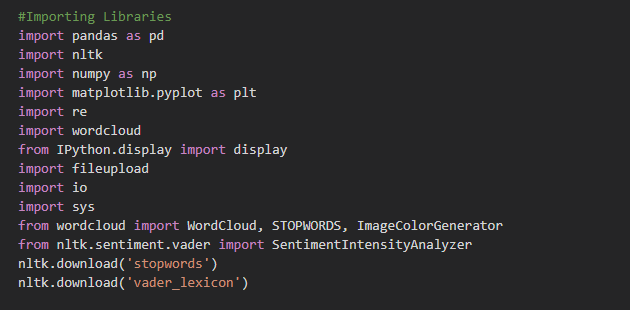 #Importing Libraries
import pandas as pd
import nltk
import numpy as np
import matplotlib.pyplot as plt
import re
import wordcloud
from IPython.display import display
import fileupload
import io
import sys
from wordcloud import WordCloud, STOPWORDS, ImageColorGenerator
from nltk.sentiment.vader import SentimentIntensityAnalyzer
nltk.download('stopwords')
nltk.download('vader_lexicon')